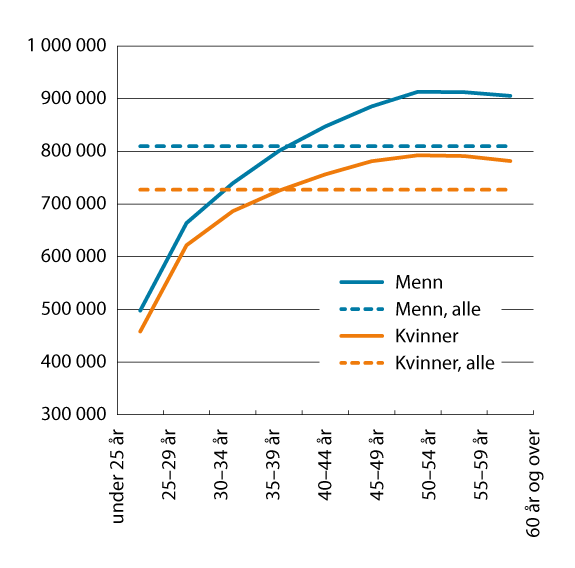 1 000 000
900 000
800 000
700 000
600 000
500 000
400 000
300 000
Menn
Menn, alle
Kvinner
Kvinner, alle
under 25 år
25–29 år
30–34 år
35–39 år
40–44 år
45–49 år
50–54 år
55–59 år
60 år og over